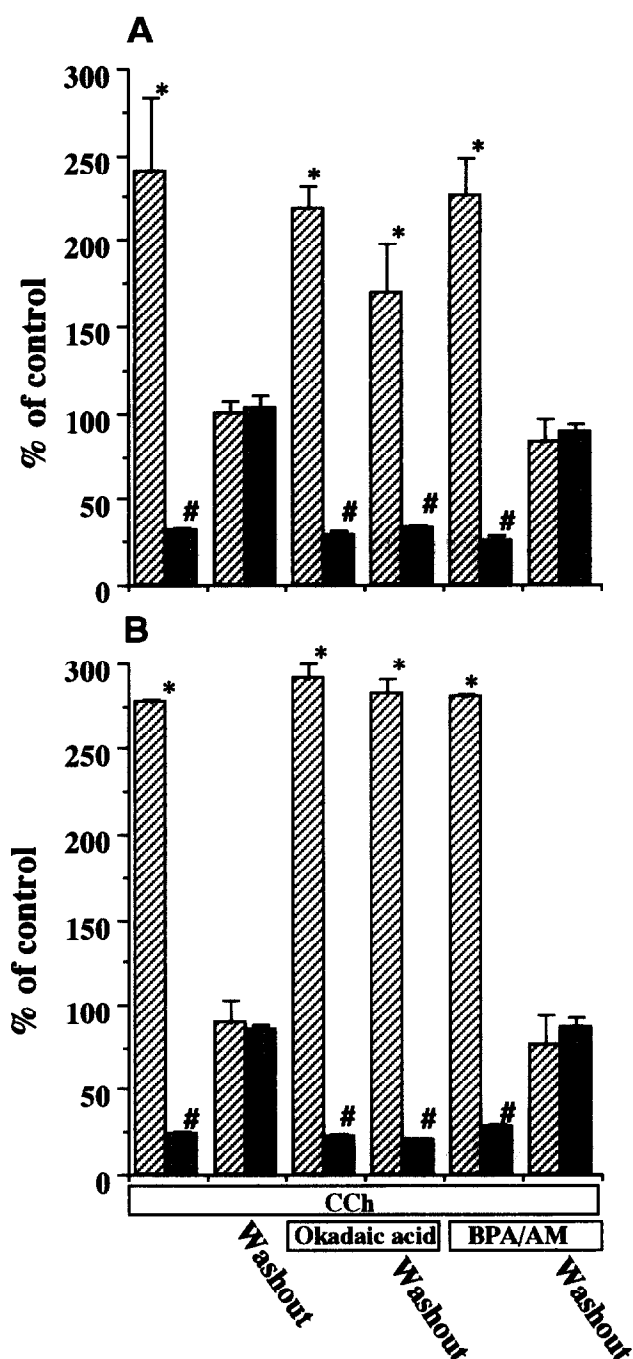 A
300
250
200
150
100
50
0
% of control
* # * # * # * #
B
300
250
200
150
100
50
0
% of control
* # * # * # * #
CCh
Okadaic acid BPA/AM
Washout Washout Washout